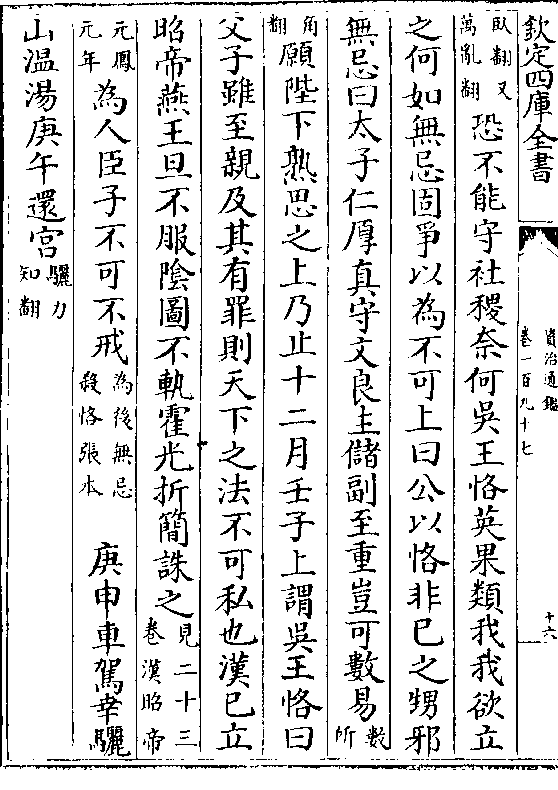 欽定四庫全書
資治通鑑
卷一百九十七
十六
卧翻又萬亂翻恐不能守社稷奈何吳王恪英果類我我欲立
之何如無忌固爭以為不可上曰公以恪非已之甥邪
無忌曰太子仁厚真守文良主儲副至重豈可數易數所
角翻願陛下熟思之上乃止十二月壬子上謂吳王恪曰
父子雖至親及其有罪則天下之法不可私也漢已立
昭帝燕王旦不服陰圖不軌霍光折簡誅之見二十三卷漢昭帝
元鳳元年為人臣子不可不戒為後無忌殺恪張本庚申車駕幸驪
山温湯庚午還宫驪力知翻